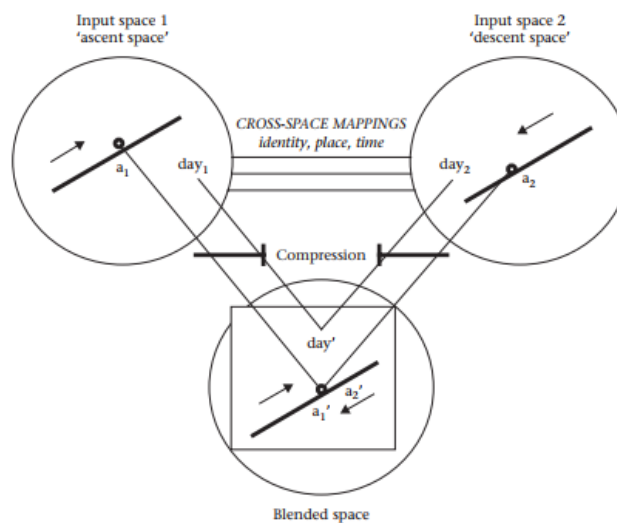 Input space 1
'ascent space'
Input space 2
'descent space'
CROSS-SPACE MAPPINGS
identity, place, time
a₁
day₁
day₂
a₂
Compression
day'
a₂'
a₁'
Blended space